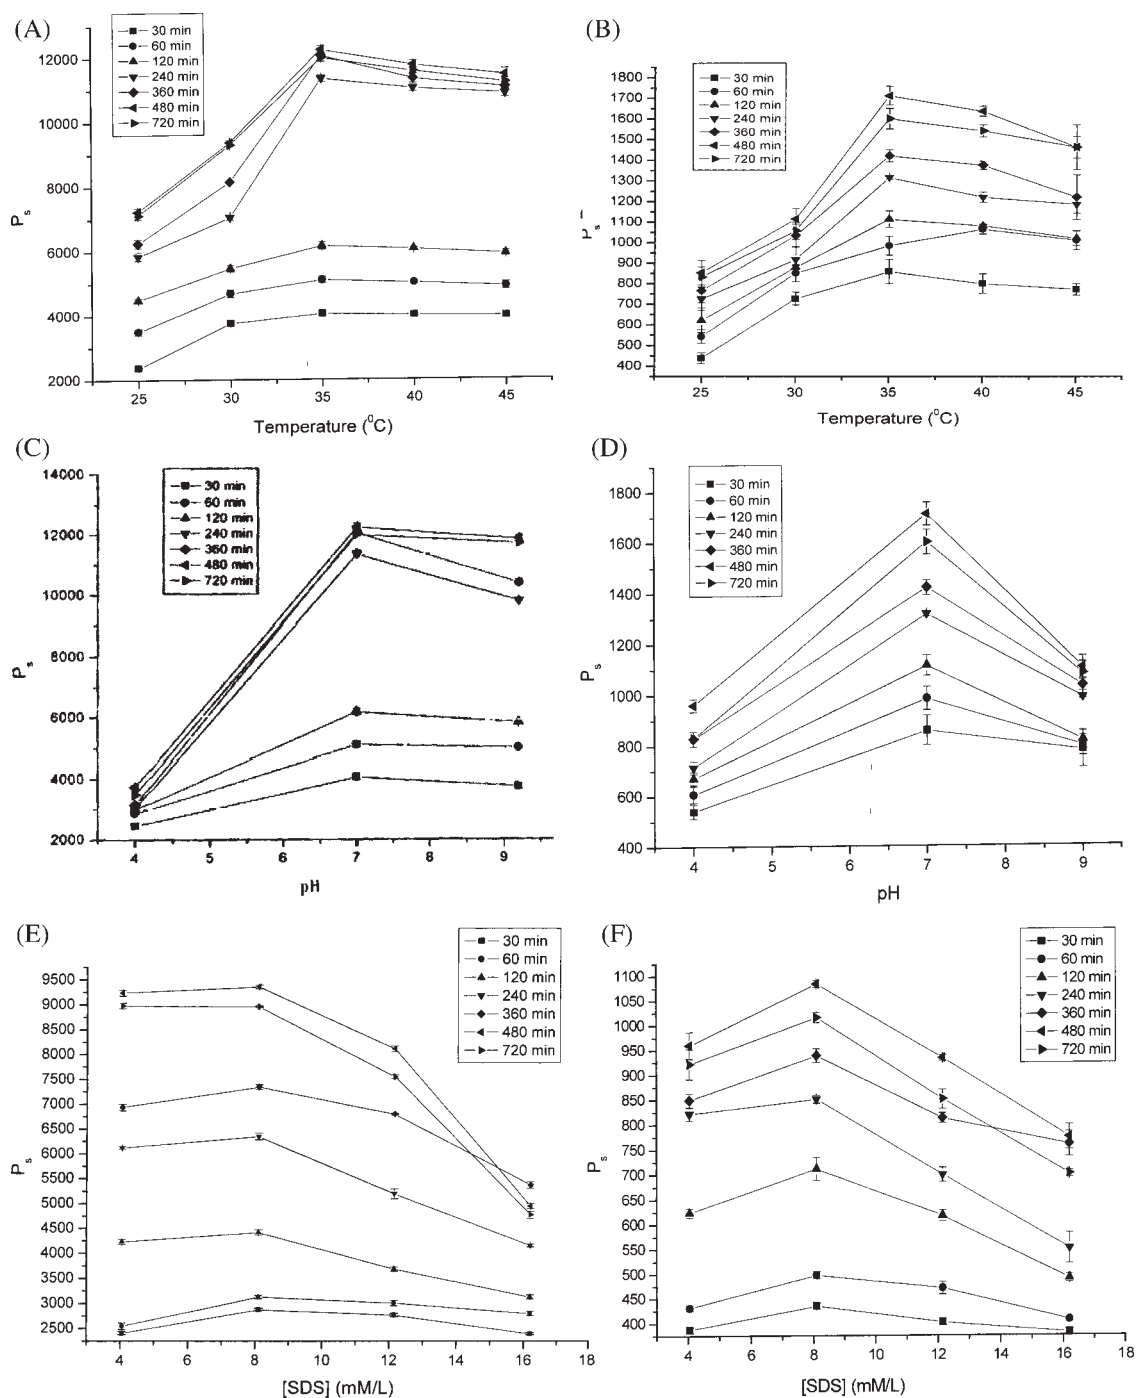 (A)
30 min
60 min
120 min
240 min
360 min
480 min
720 min
12000
10000
8000
6000
4000
2000
P_s
25 30 35 40 45
Temperature (⁰C)
(B)
30 min
60 min
120 min
240 min
360 min
480 min
720 min
1800
1700
1600
1500
1400
1300
1200
1100
1000
900
800
700
600
500
400
P_s
25 30 35 40 45
Temperature (⁰C)
(C)
30 min
60 min
120 min
240 min
360 min
480 min
720 min
14000
12000
10000
8000
6000
4000
2000
P_s
4 5 6 7 8 9
pH
(D)
30 min
60 min
120 min
240 min
360 min
480 min
720 min
1800
1600
1400
1200
1000
800
600
400
P_s
4 5 6 7 8 9
pH
(E)
30 min
60 min
120 min
240 min
360 min
480 min
720 min
9500
9000
8500
8000
7500
7000
6500
6000
5500
5000
4500
4000
3500
3000
2500
P_s
4 6 8 10 12 14 16 18
[SDS] (mM/L)
(F)
30 min
60 min
120 min
240 min
360 min
480 min
720 min
1100
1050
1000
950
900
850
800
750
700
650
600
550
500
450
400
P_s
4 6 8 10 12 14 16 18
[SDS] (mM/L)